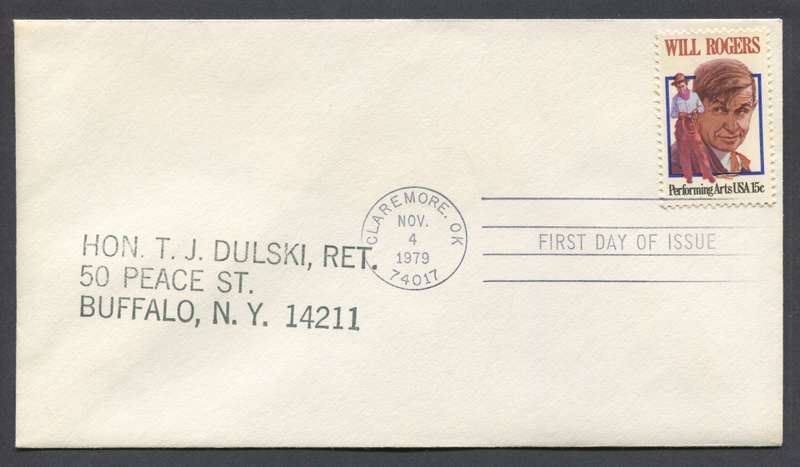 WILL ROGERS
Performing Arts USA 15c
CLAREMORE, OK
NOV.
4
1979
74017
FIRST DAY OF ISSUE
HON. T. J. DULSKI, RET.
50 PEACE ST.
BUFFALO, N. Y. 14211